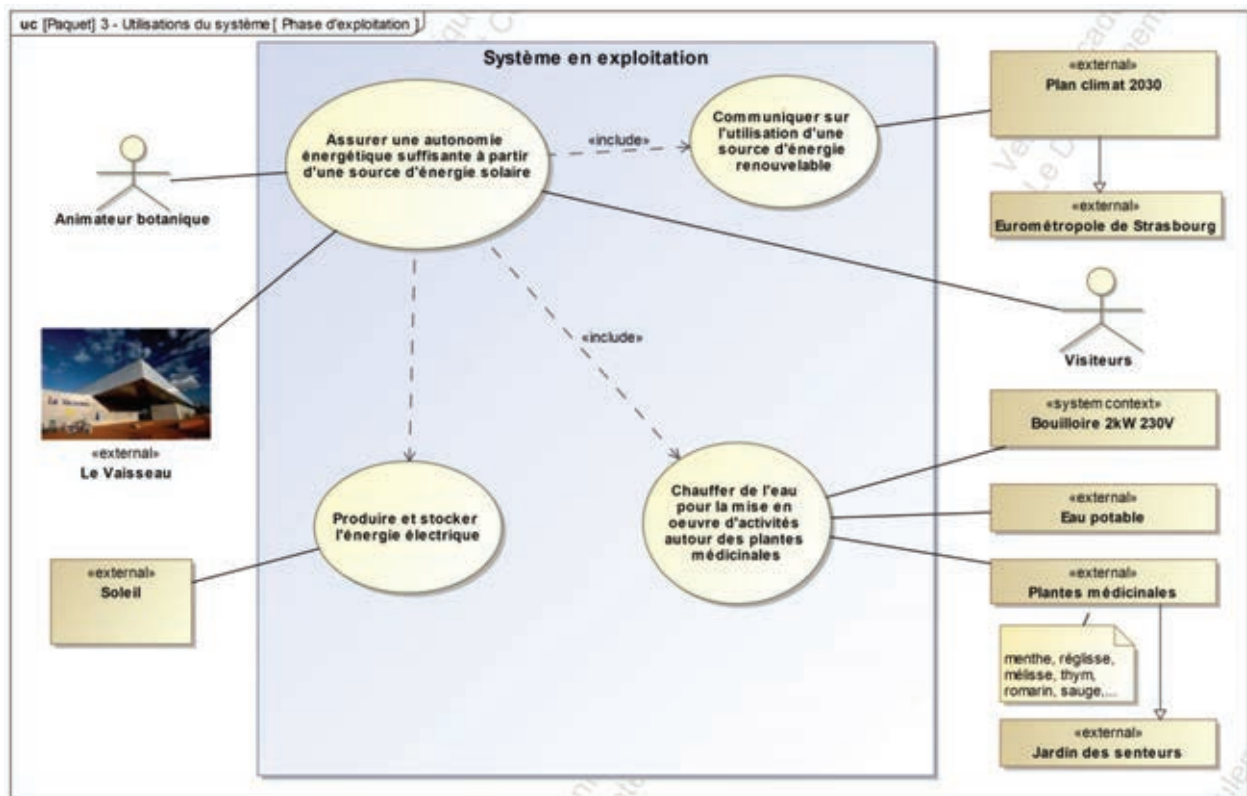 uc [Paquet] 3 - Utilisations du système [ Phase d'exploitation ]
Système en exploitation
Assurer une autonomie
énergétique suffisante à partir
d'une source d'énergie solaire
«include»
Communiquer sur
l'utilisation d'une
source d'énergie
renouvelable
«external»
Plan climat 2030
«external»
Eurométropole de Strasbourg
Animateur botanique
Visiteurs
«include»
«external»
Le Vaisseau
«system context»
Bouilloire 2kW 230V
Produire et stocker
l'énergie électrique
Chauffer de l'eau
pour la mise en
oeuvre d'activités
autour des plantes
médicinales
«external»
Eau potable
«external»
Soleil
«external»
Plantes médicinales
menthe, réglisse,
mélisse, thym,
romarin, sauge,...
«external»
Jardin des senteurs